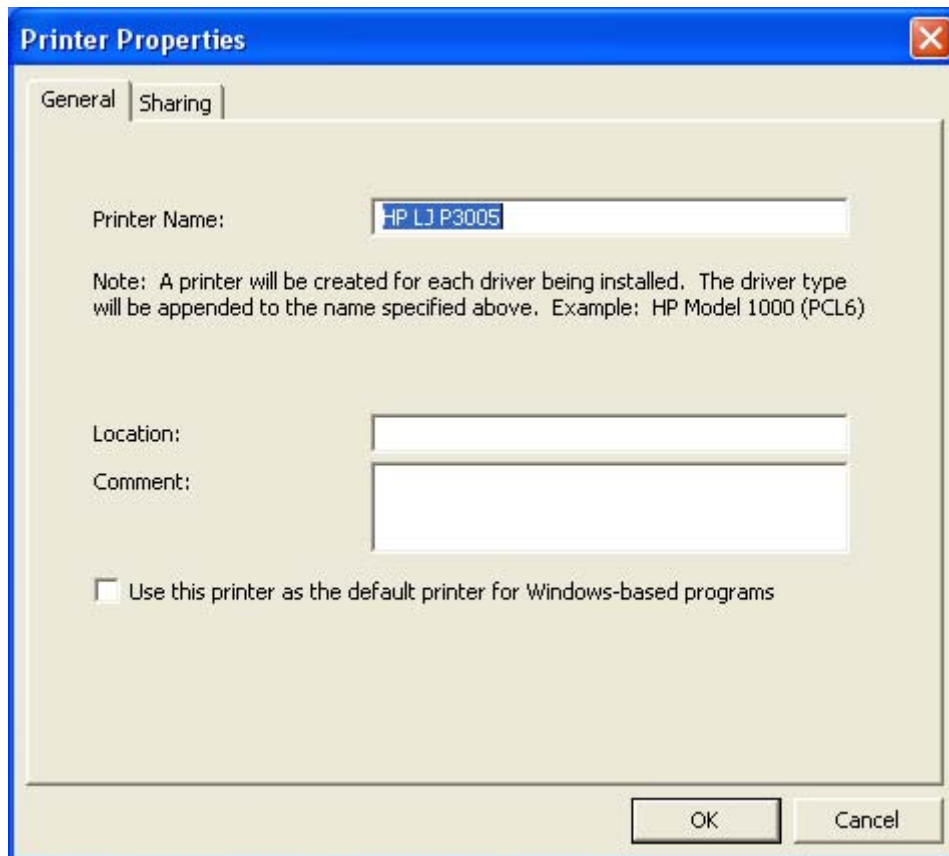 Printer Properties
General
Sharing
Printer Name:
HP LJ P3005
Note:  A printer will be created for each driver being installed.  The driver type
will be appended to the name specified above.  Example:  HP Model 1000 (PCL6)
Location:
Comment:
Use this printer as the default printer for Windows-based programs
OK
Cancel